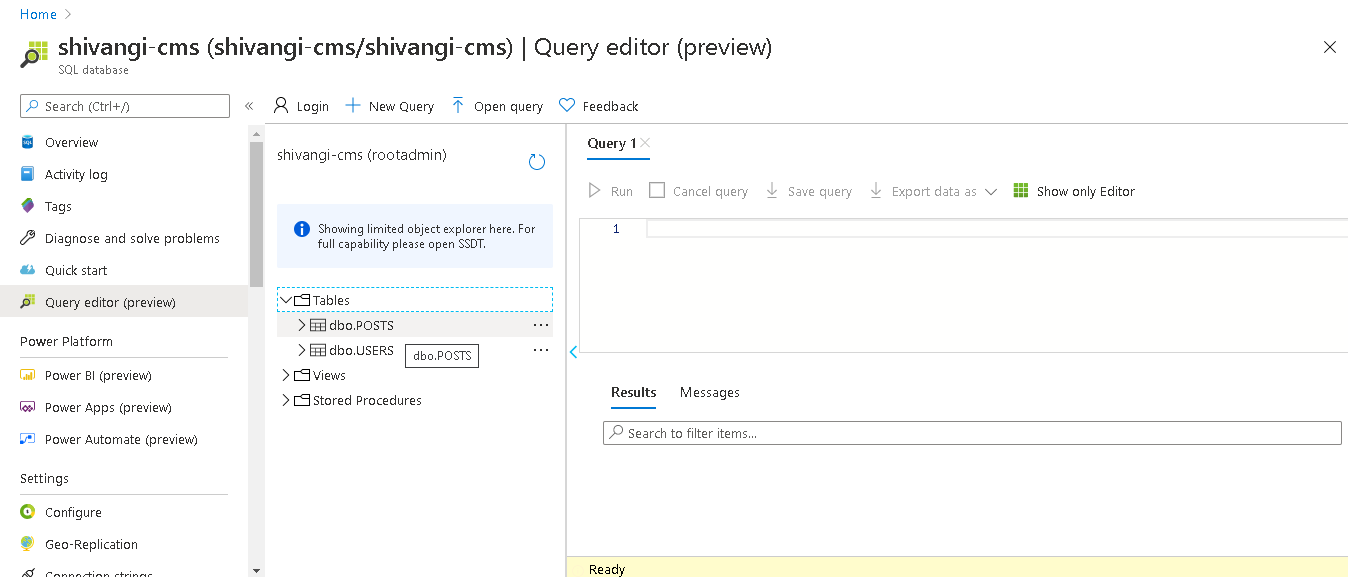 Home
shivangi-cms (shivangi-cms/shivangi-cms) | Query editor (preview)
SQL database
Search (Ctrl+/)
Overview
Activity log
Tags
Diagnose and solve problems
Quick start
Query editor (preview)
Power Platform
Power BI (preview)
Power Apps (preview)
Power Automate (preview)
Settings
Configure
Geo-Replication
Connection strings
Login
New Query
Open query
Feedback
shivangi-cms (rootadmin)
Showing limited object explorer here. For
full capability please open SSDT.
Tables
dbo.POSTS
dbo.USERS
dbo.POSTS
Views
Stored Procedures
Query 1
Run
Cancel query
Save query
Export data as
Show only Editor
1
Results
Messages
Search to filter items...
Ready